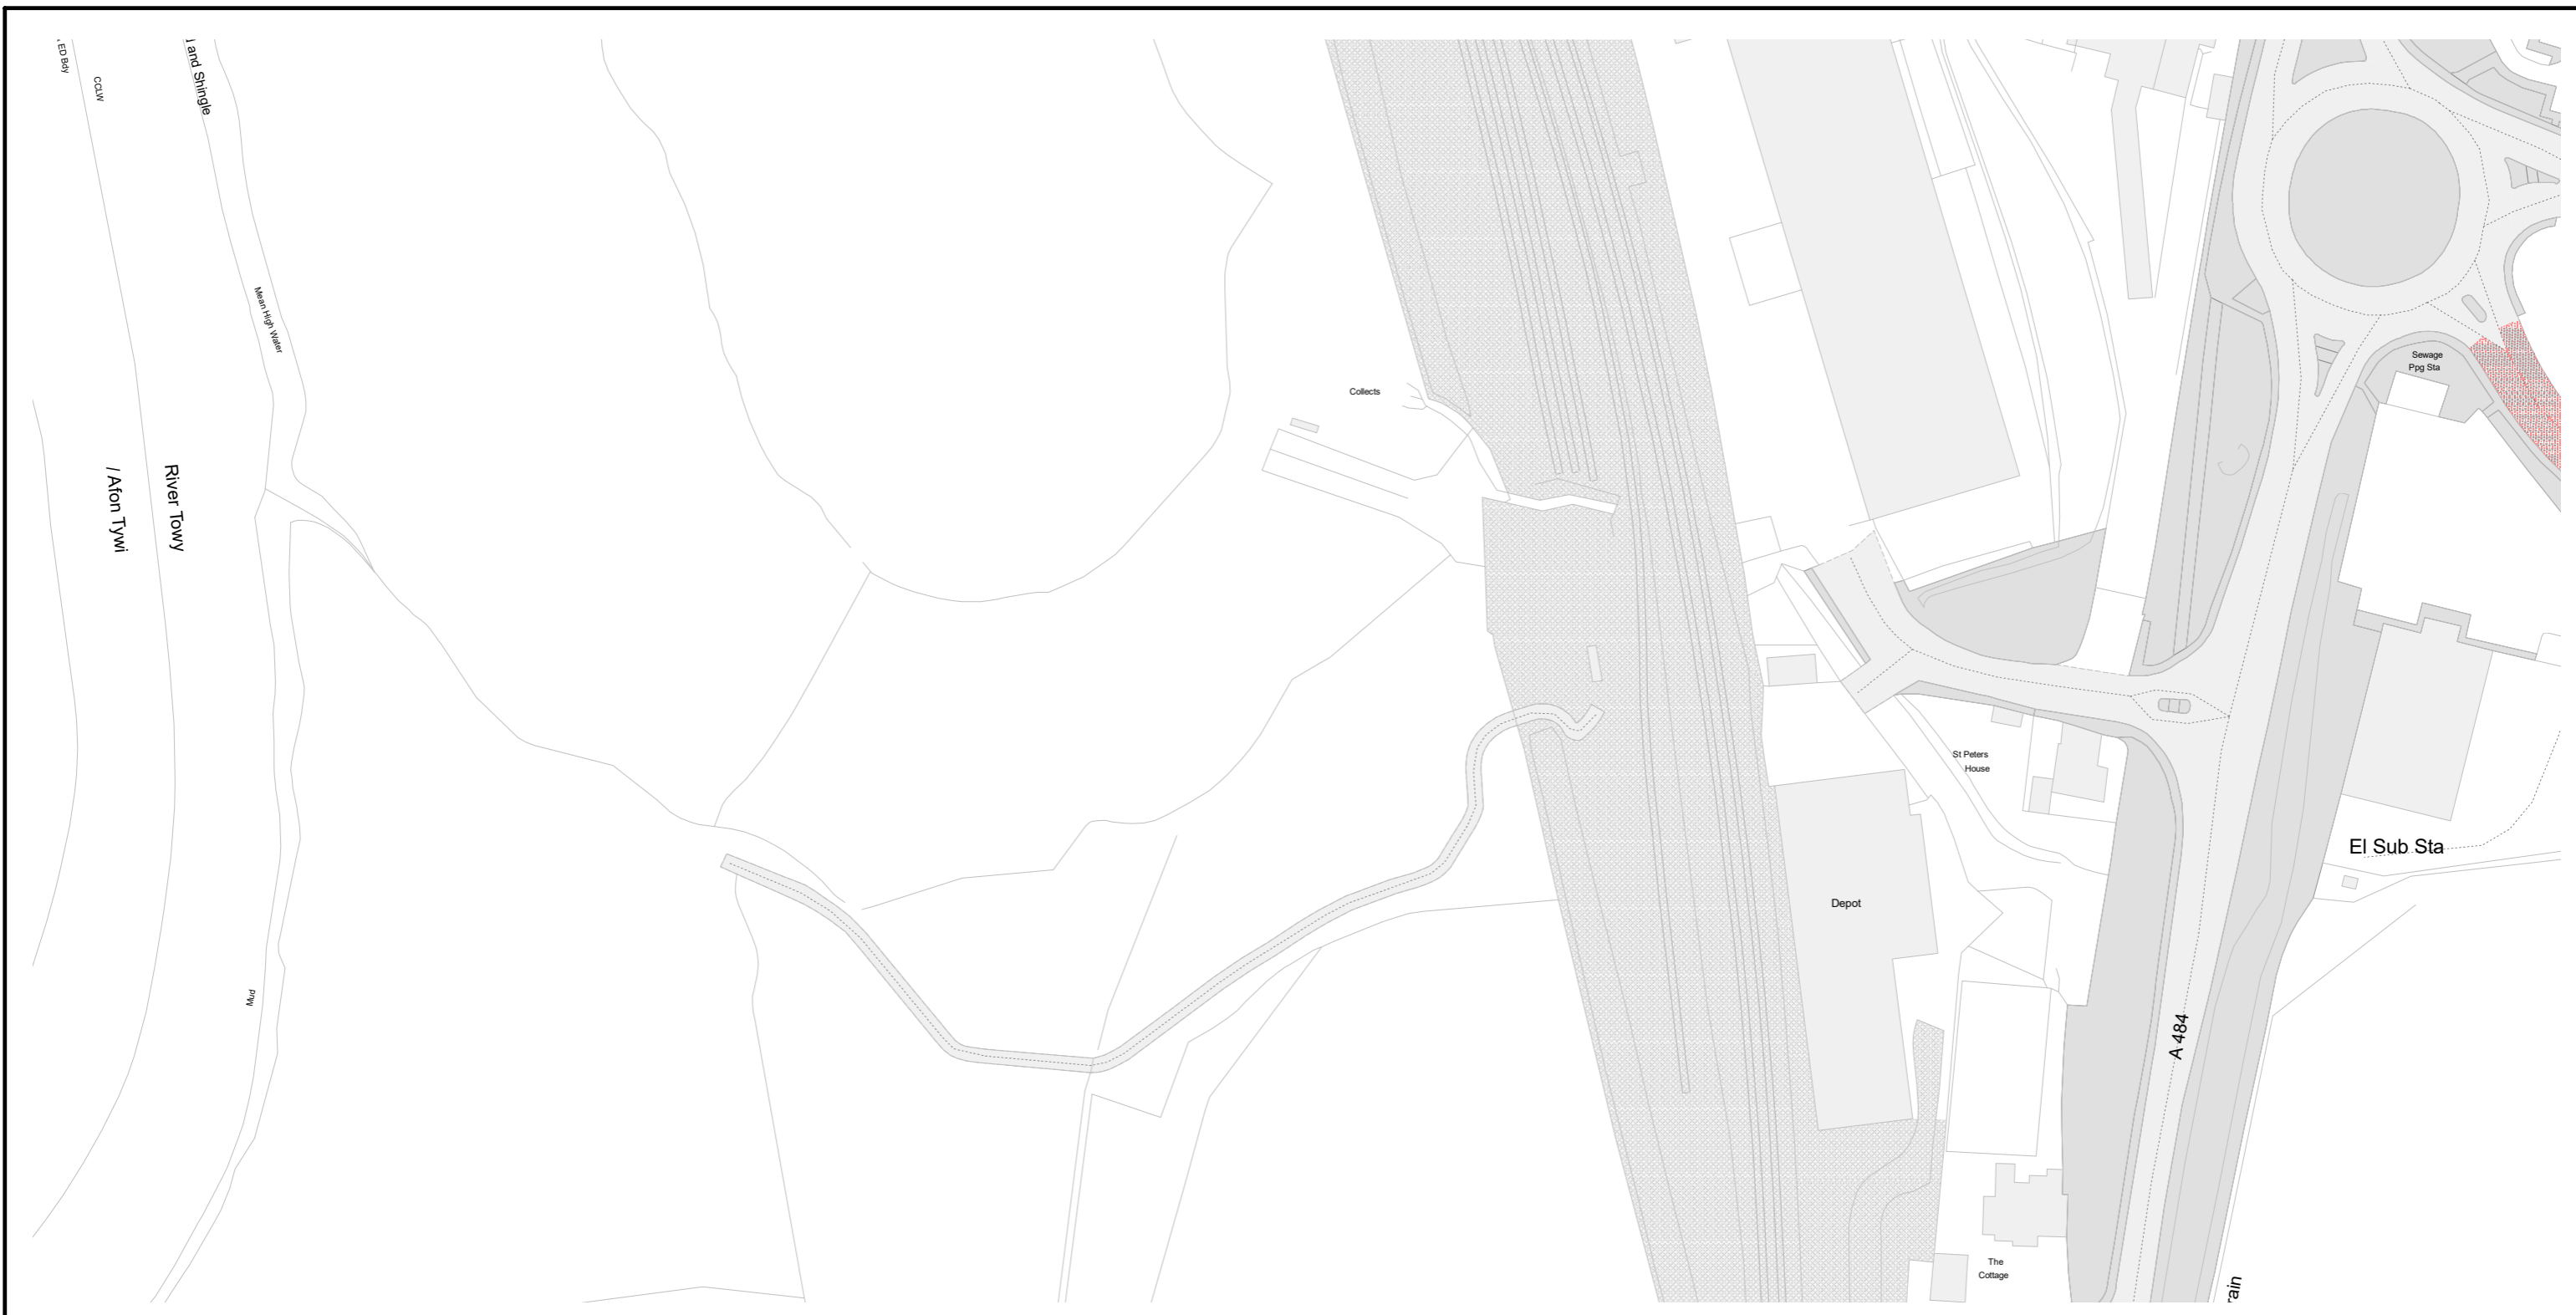 ED Bdy
CCLW
and Shingle
Mean High Water
River Towy
/ Afon Tywi
Mud
Collects
Sewage
Ppg Sta
St Peters
House
El Sub Sta
Depot
A 484
The
Cottage
rain